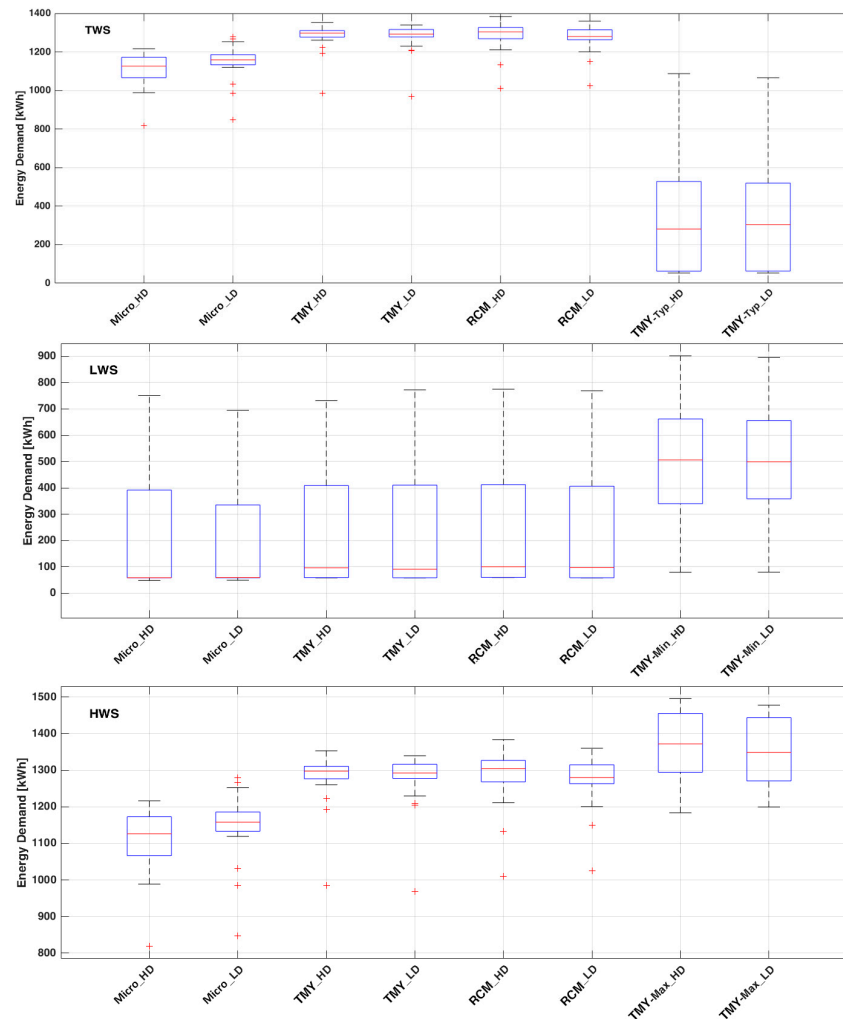 TWS
Energy Demand [kWh]
1400
1200
1000
800
600
400
200
0
Micro_HD
Micro_LD
TMY_HD
TMY_LD
RCM_HD
RCM_LD
TMY-Typ_HD
TMY-Typ_LD
LWS
Energy Demand [kWh]
900
800
700
600
500
400
300
200
100
0
Micro_HD
Micro_LD
TMY_HD
TMY_LD
RCM_HD
RCM_LD
TMY-Min_HD
TMY-Min_LD
HWS
Energy Demand [kWh]
1500
1400
1300
1200
1100
1000
900
800
Micro_HD
Micro_LD
TMY_HD
TMY_LD
RCM_HD
RCM_LD
TMY-Max_HD
TMY-Max_LD